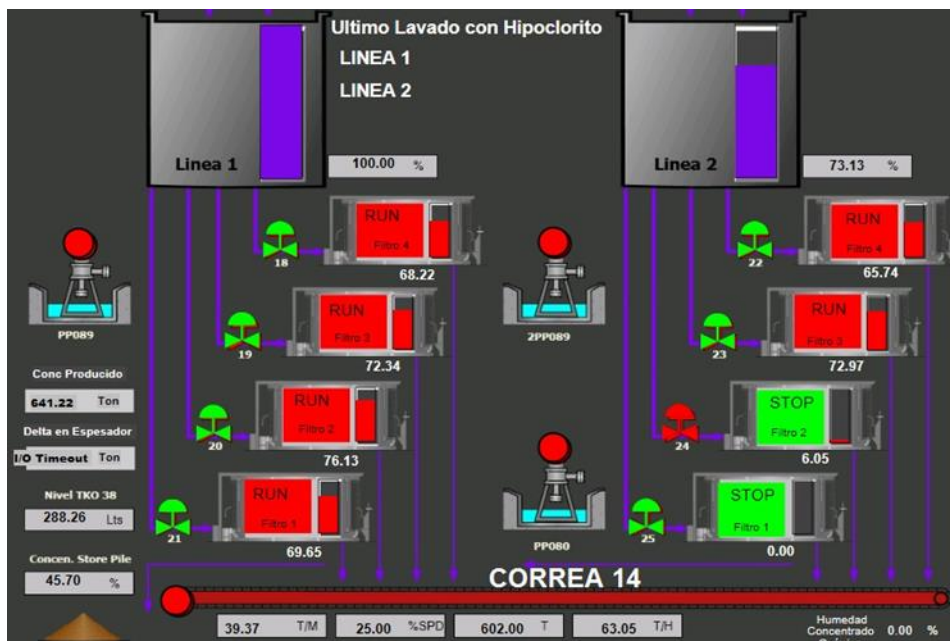 Ultimo Lavado con Hipoclorito
LINEA 1
LINEA 2
Linea 1
100.00 %
Linea 2
73.13 %
RUN
Filtro 4
18
68.22
RUN
Filtro 4
22
65.74
PP089
RUN
Filtro 3
19
72.34
2PP089
RUN
Filtro 3
23
72.97
Conc Producido
641.22 Ton
Delta en Espesador
I/O Timeout Ton
RUN
Filtro 2
20
76.13
STOP
Filtro 2
24
6.05
Nivel TKO 38
288.26 Lts
RUN
Filtro 1
21
69.65
PP080
STOP
Filtro 1
25
0.00
Concen. Store Pile
45.70 %
CORREA 14
39.37 T/M
25.00 %SPD
602.00 T
63.05 T/H
Humedad
Concentrado 0.00 %